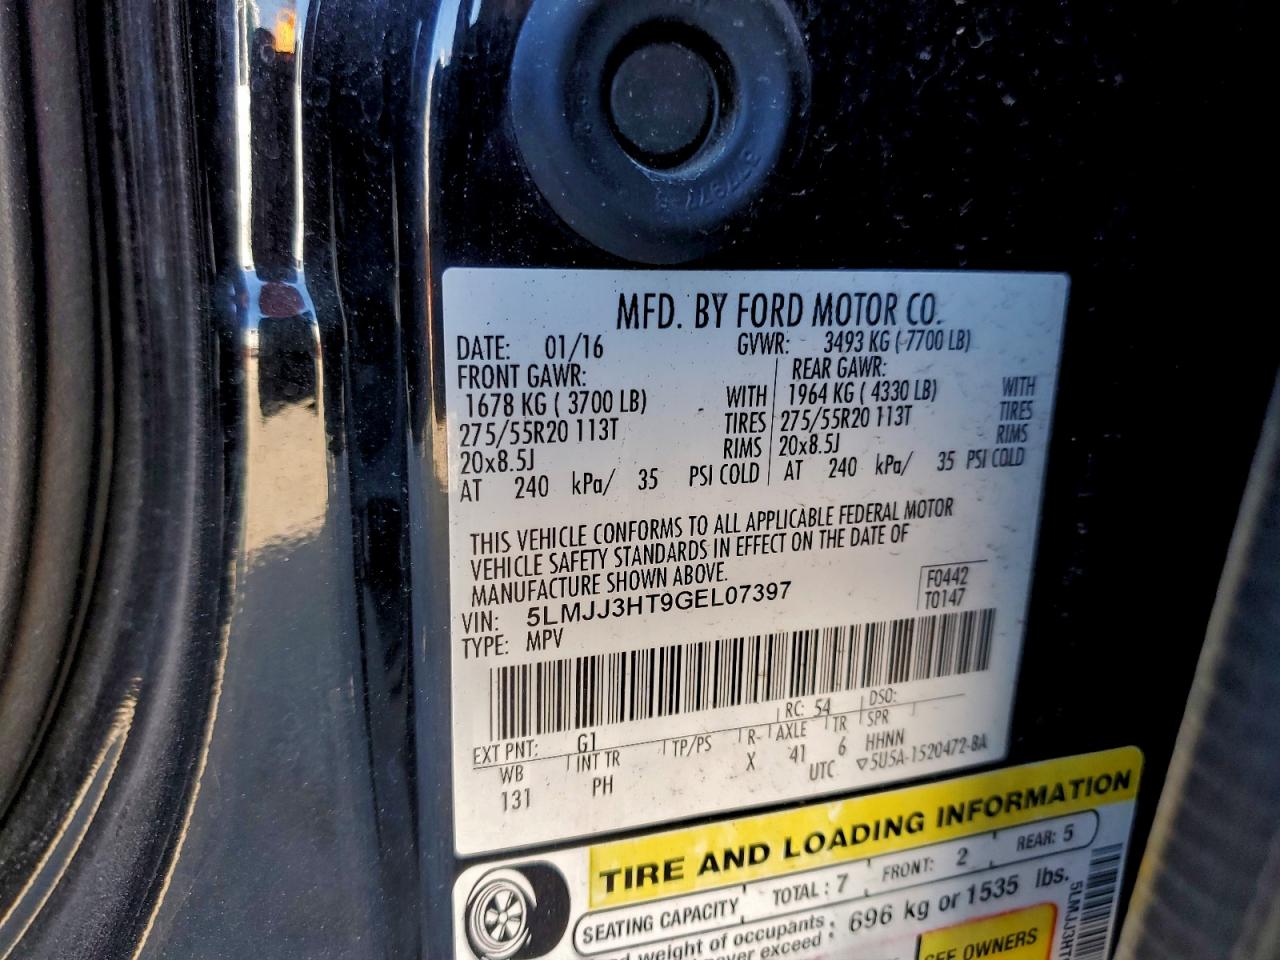 MFD. BY FORD MOTOR CO.
DATE: 01/16 GVWR: 3493 KG ( 7700 LB)
FRONT GAWR: REAR GAWR:
1678 KG ( 3700 LB) WITH 1964 KG ( 4330 LB) WITH
275/55R20 113T TIRES 275/55R20 113T TIRES
20x8.5J RIMS 20x8.5J RIMS
AT 240 kPa/ 35 PSI COLD AT 240 kPa/ 35 PSI COLD
THIS VEHICLE CONFORMS TO ALL APPLICABLE FEDERAL MOTOR
VEHICLE SAFETY STANDARDS IN EFFECT ON THE DATE OF
MANUFACTURE SHOWN ABOVE.
VIN: 5LMJJ3HT9GEL07397 F0442
TYPE: MPV T0147
EXT PNT: G1 RC: 54 DSO:
WB INT TR TP/PS R- AXLE TR SPR
131 PH X 41 6 HHNN
UTC ▽5U5A-1520472-BA
TIRE AND LOADING INFORMATION
SEATING CAPACITY TOTAL: 7 FRONT: 2 REAR: 5
weight of occupants
never exceed : 696 kg or 1535 lbs.
SEE OWNERS
5LMJJ3HT